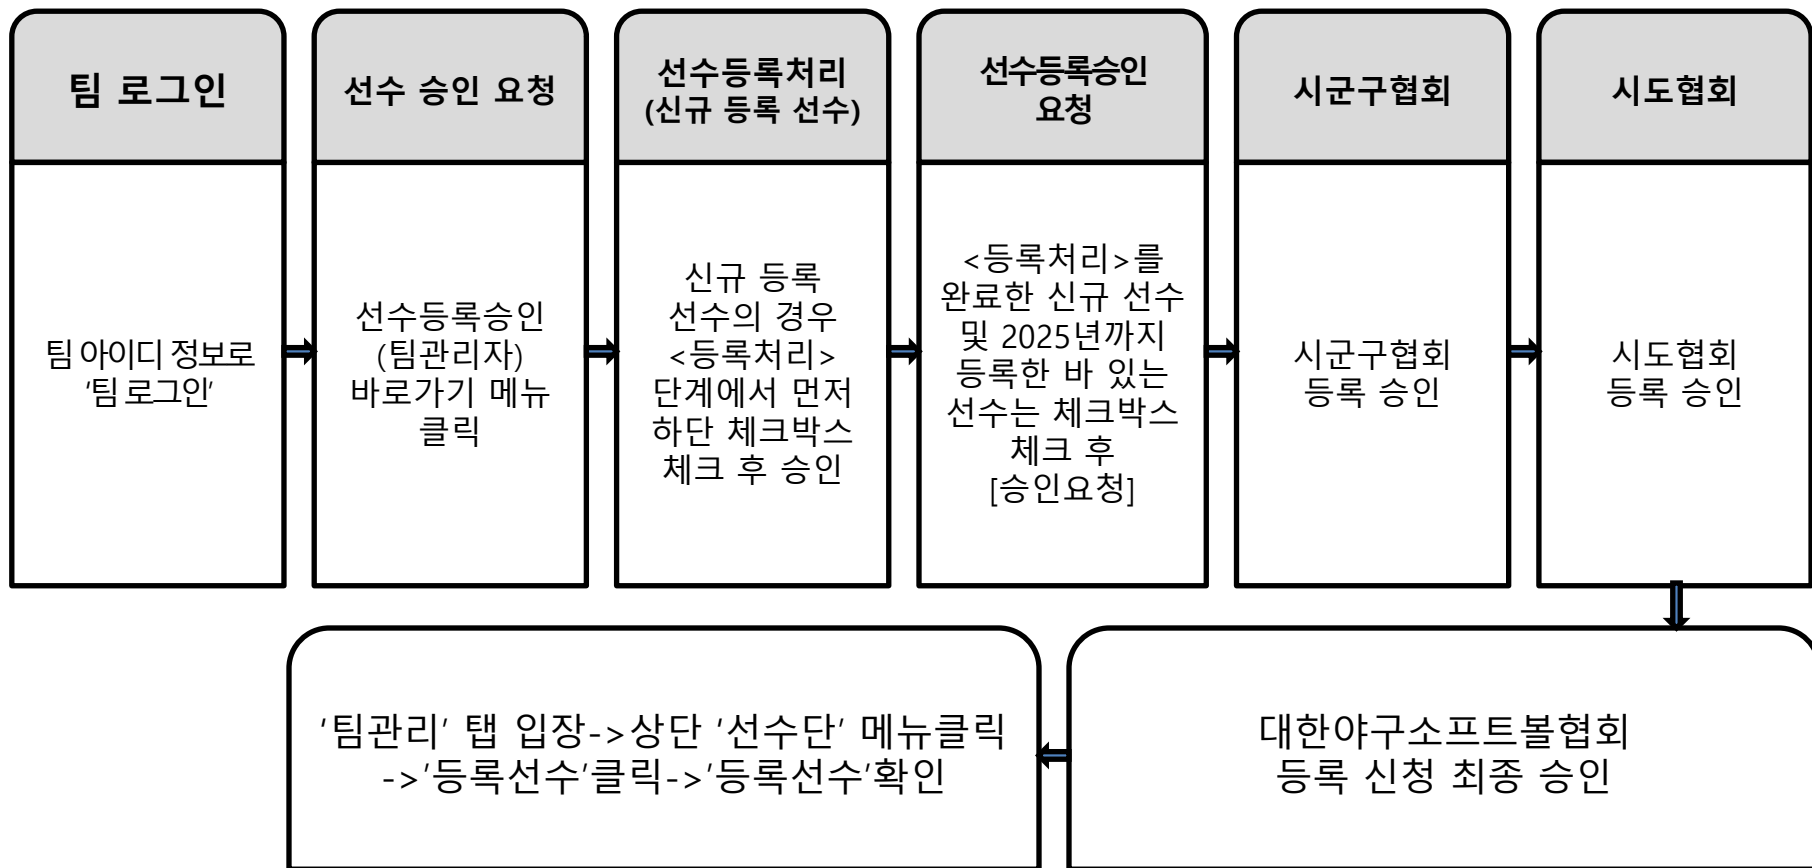 팀 로그인
선수 승인 요청
선수등록처리
(신규 등록 선수)
선수등록승인
요청
시군구협회
시도협회
팀 아이디 정보로
'팀 로그인'
선수등록승인
(팀관리자)
바로가기 메뉴
클릭
신규 등록
선수의 경우
<등록처리>
단계에서 먼저
하단 체크박스
체크 후 승인
<등록처리>를
완료한 신규 선수
및 2025년까지
등록한 바 있는
선수는 체크박스
체크 후
[승인요청]
시군구협회
등록 승인
시도협회
등록 승인
대한야구소프트볼협회
등록 신청 최종 승인
'팀관리' 탭 입장->상단 '선수단' 메뉴클릭
->'등록선수'클릭->'등록선수'확인